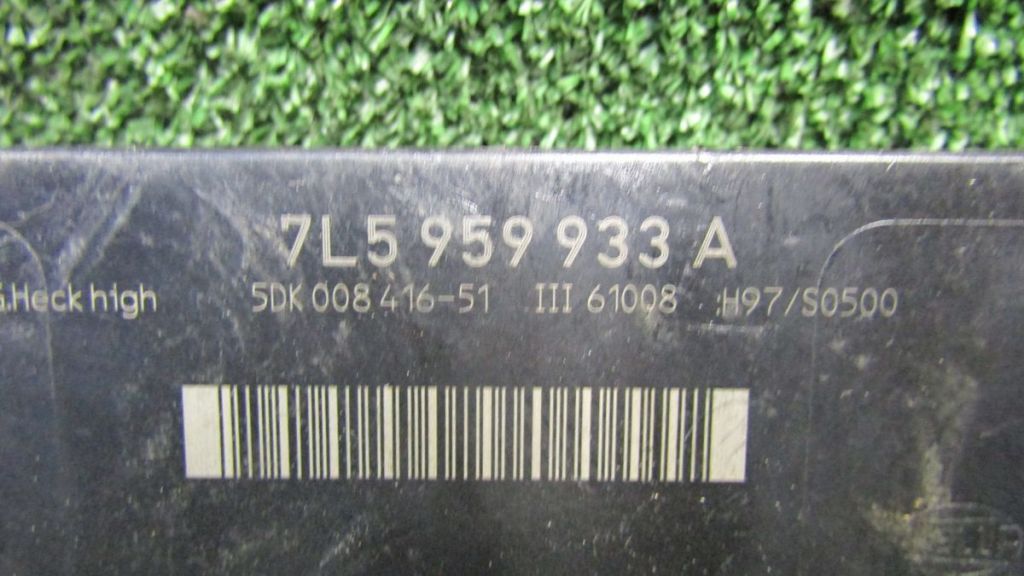 7L5 959 933 A
.Heck high 5DK 008 416-51 III 61008 H97/S0500